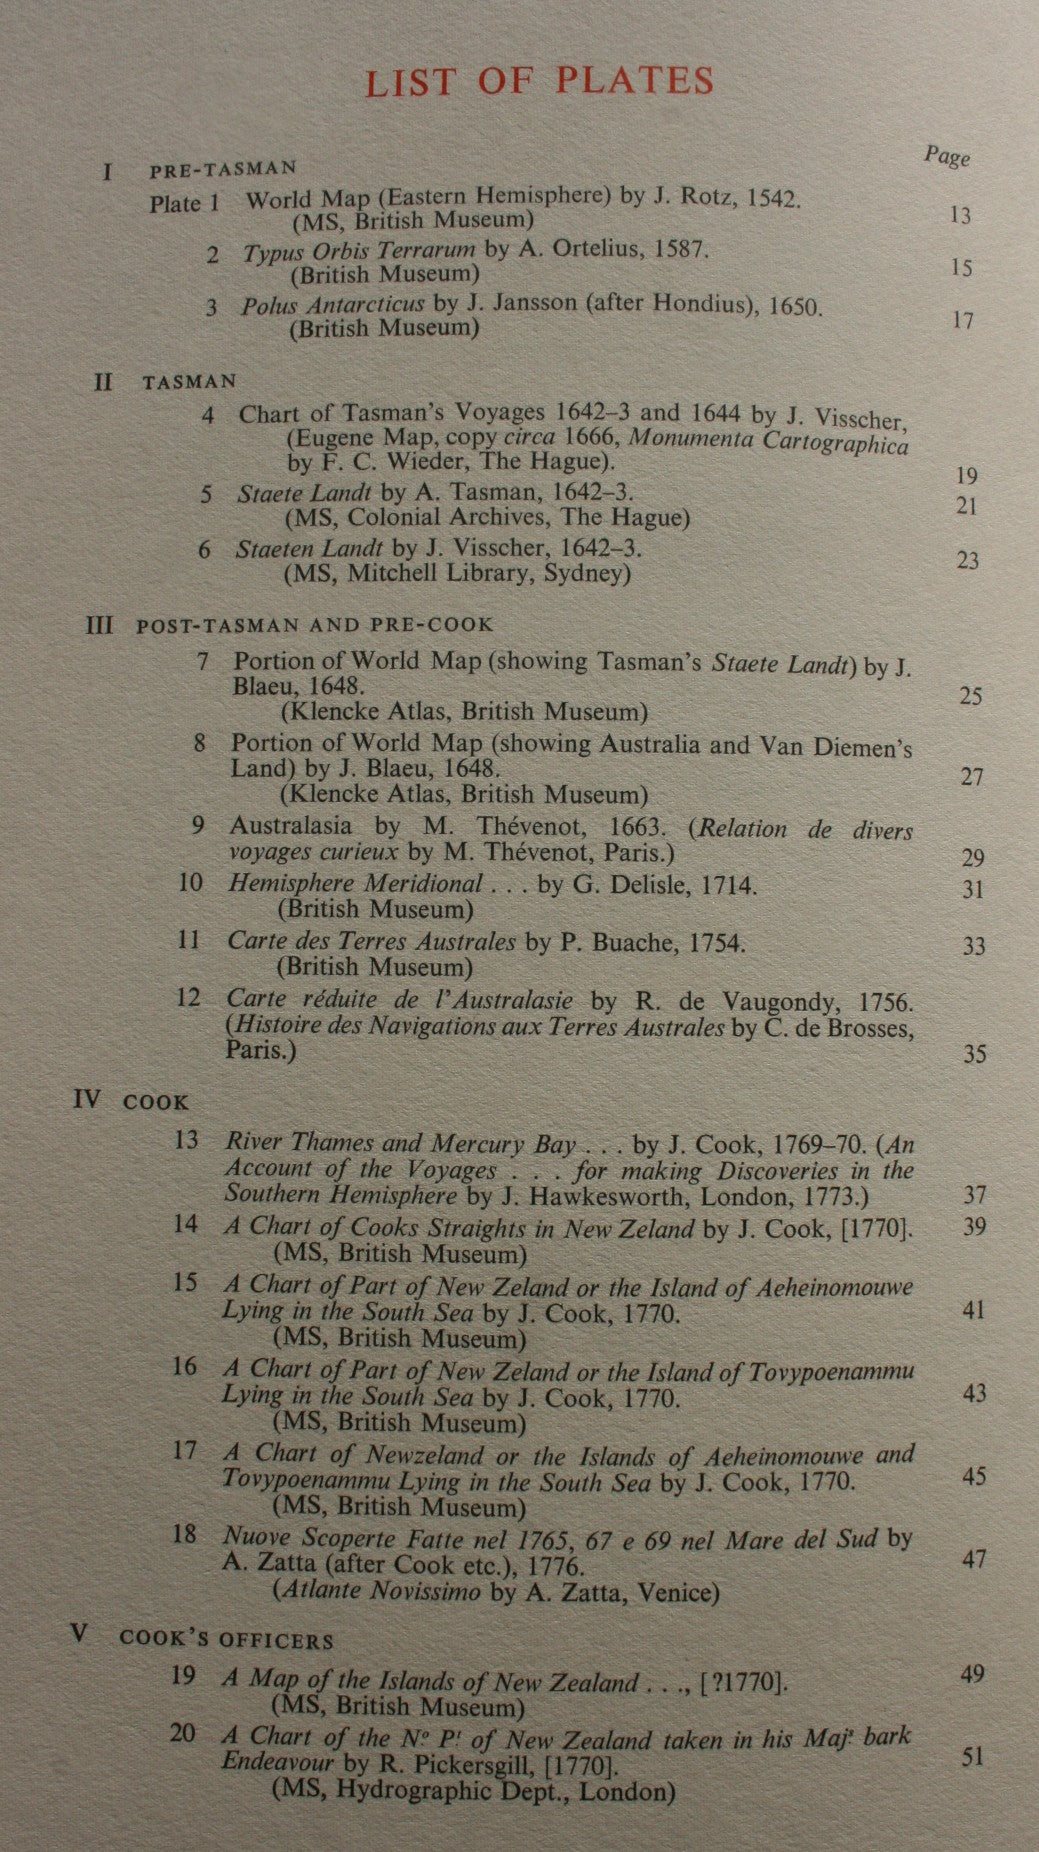 LIST OF PLATES
Page
I PRE-TASMAN
Plate 1 World Map (Eastern Hemisphere) by J. Rotz, 1542.
(MS, British Museum) 13
2 Typus Orbis Terrarum by A. Ortelius, 1587.
(British Museum) 15
3 Polus Antarcticus by J. Jansson (after Hondius), 1650.
(British Museum) 17
II TASMAN
4 Chart of Tasman's Voyages 1642–3 and 1644 by J. Visscher,
(Eugene Map, copy circa 1666, Monumenta Cartographica
by F. C. Wieder, The Hague). 19
5 Staete Landt by A. Tasman, 1642–3. 21
(MS, Colonial Archives, The Hague)
6 Staeten Landt by J. Visscher, 1642–3. 23
(MS, Mitchell Library, Sydney)
III POST-TASMAN AND PRE-COOK
7 Portion of World Map (showing Tasman's Staete Landt) by J.
Blaeu, 1648. 25
(Klencke Atlas, British Museum)
8 Portion of World Map (showing Australia and Van Diemen's
Land) by J. Blaeu, 1648. 27
(Klencke Atlas, British Museum)
9 Australasia by M. Thévenot, 1663. (Relation de divers
voyages curieux by M. Thévenot, Paris.) 29
10 Hemisphere Meridional . . . by G. Delisle, 1714. 31
(British Museum)
11 Carte des Terres Australes by P. Buache, 1754. 33
(British Museum)
12 Carte réduite de l'Australasie by R. de Vaugondy, 1756.
(Histoire des Navigations aux Terres Australes by C. de Brosses,
Paris.) 35
IV COOK
13 River Thames and Mercury Bay . . . by J. Cook, 1769–70. (An
Account of the Voyages . . . for making Discoveries in the
Southern Hemisphere by J. Hawkesworth, London, 1773.) 37
14 A Chart of Cooks Straights in New Zeland by J. Cook, [1770]. 39
(MS, British Museum)
15 A Chart of Part of New Zeland or the Island of Aeheinomouwe
Lying in the South Sea by J. Cook, 1770. 41
(MS, British Museum)
16 A Chart of Part of New Zeland or the Island of Tovypoenammu
Lying in the South Sea by J. Cook, 1770. 43
(MS, British Museum)
17 A Chart of Newzeland or the Islands of Aeheinomouwe and
Tovypoenammu Lying in the South Sea by J. Cook, 1770. 45
(MS, British Museum)
18 Nuove Scoperte Fatte nel 1765, 67 e 69 nel Mare del Sud by
A. Zatta (after Cook etc.), 1776. 47
(Atlante Novissimo by A. Zatta, Venice)
V COOK'S OFFICERS
19 A Map of the Islands of New Zealand . . ., [?1770]. 49
(MS, British Museum)
20 A Chart of the Nº Pᵗ of New Zealand taken in his Majˢ bark
Endeavour by R. Pickersgill, [1770]. 51
(MS, Hydrographic Dept., London)